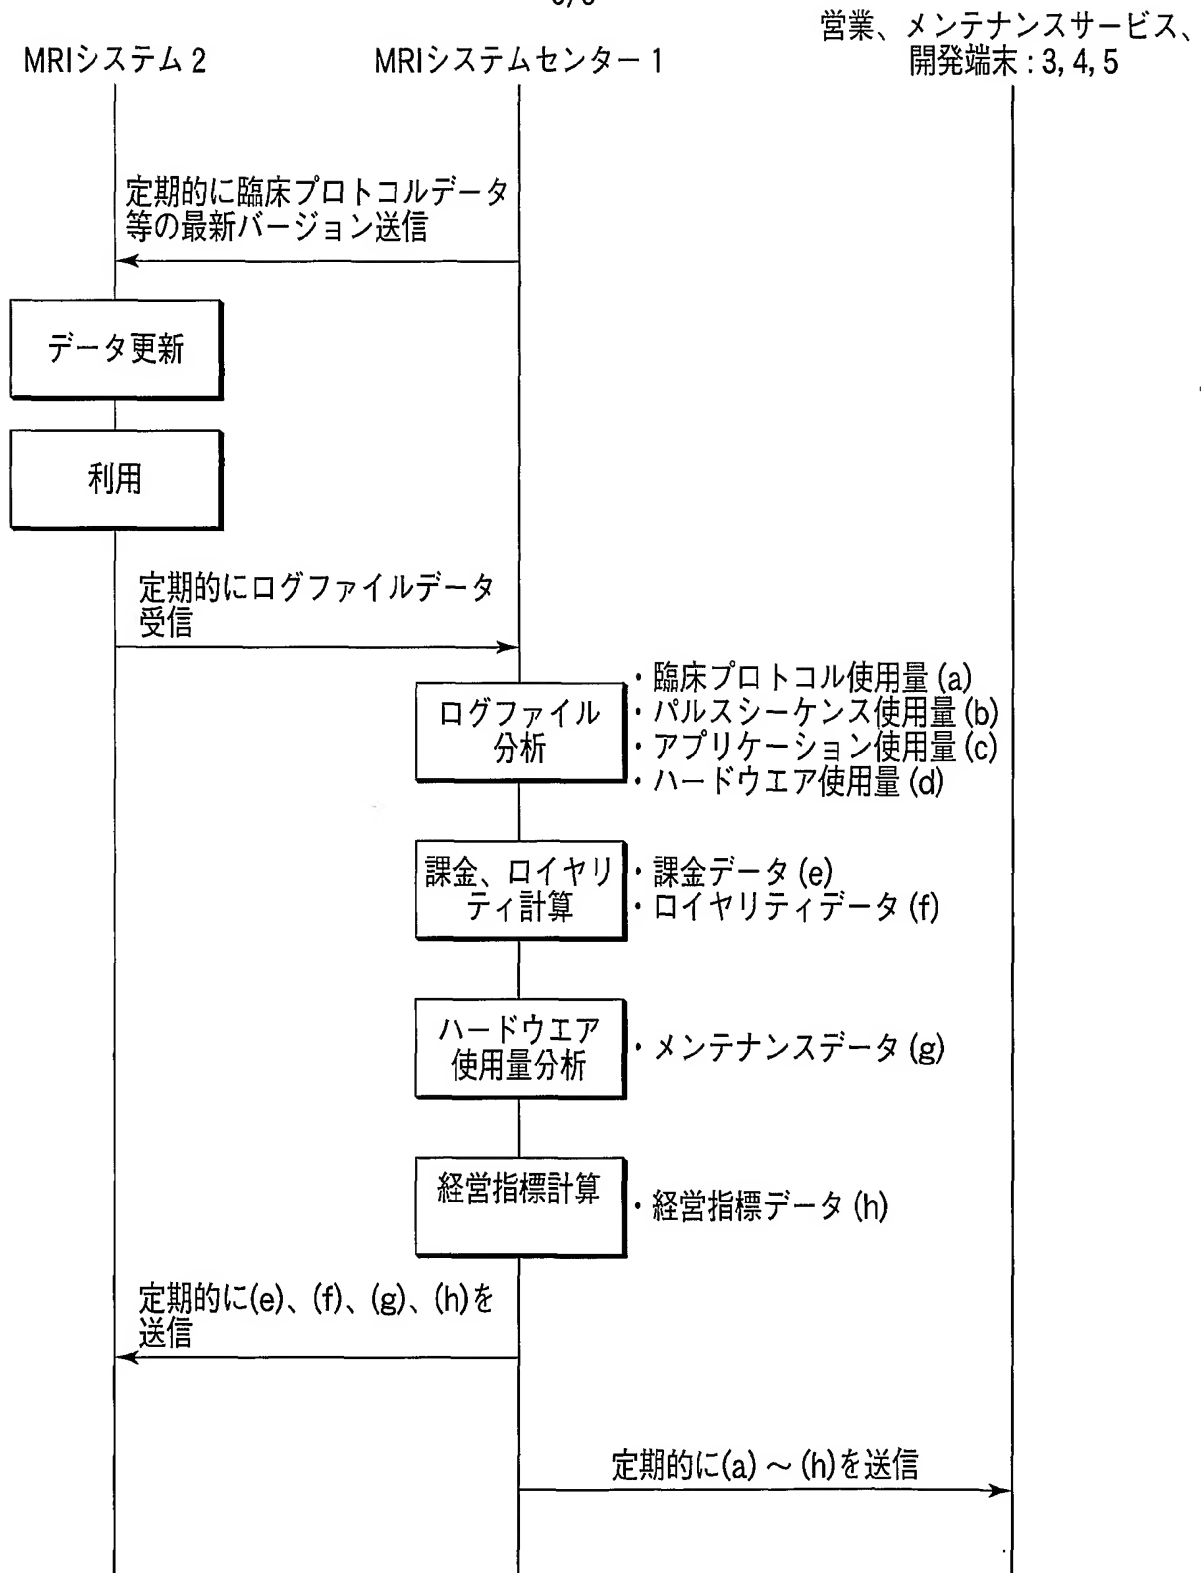 MRIシステム 2
MRIシステムセンター 1
営業、メンテナンスサービス、
開発端末 : 3, 4, 5
定期的に臨床プロトコルデータ
等の最新バージョン送信
データ更新
利用
定期的にログファイルデータ
受信
ログファイル
分析
・臨床プロトコル使用量 (a)
・パルスシーケンス使用量 (b)
・アプリケーション使用量 (c)
・ハードウエア使用量 (d)
課金、ロイヤリ
ティ計算
・課金データ (e)
・ロイヤリティデータ (f)
ハードウエア
使用量分析
・メンテナンスデータ (g)
経営指標計算
・経営指標データ (h)
定期的に(e)、(f)、(g)、(h)を
送信
定期的に(a) ～ (h)を送信